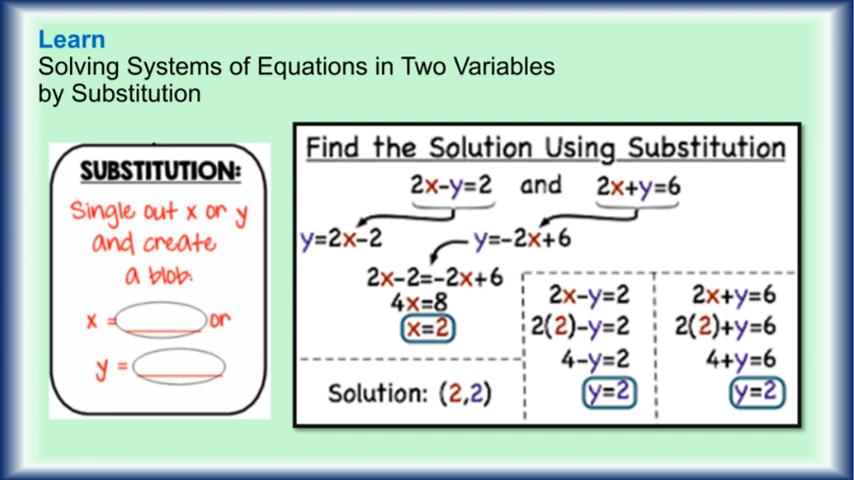 Learn
Solving Systems of Equations in Two Variables
by Substitution
SUBSTITUTION:
Single out x or y
and create
a blob:
x = or
y =
Find the Solution Using Substitution
2x-y=2 and 2x+y=6
y=2x-2 y=-2x+6
2x-2=-2x+6
4x=8
x=2
Solution: (2,2)
2x-y=2
2(2)-y=2
4-y=2
y=2
2x+y=6
2(2)+y=6
4+y=6
y=2